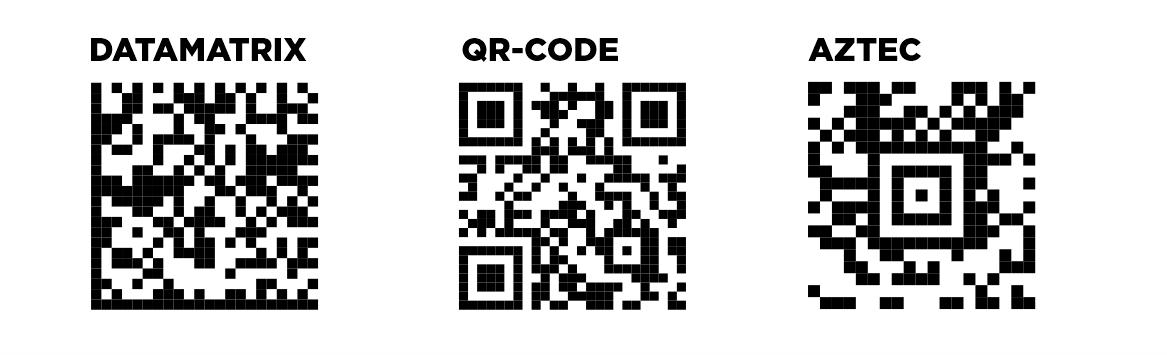 DATAMATRIX
QR-CODE
AZTEC